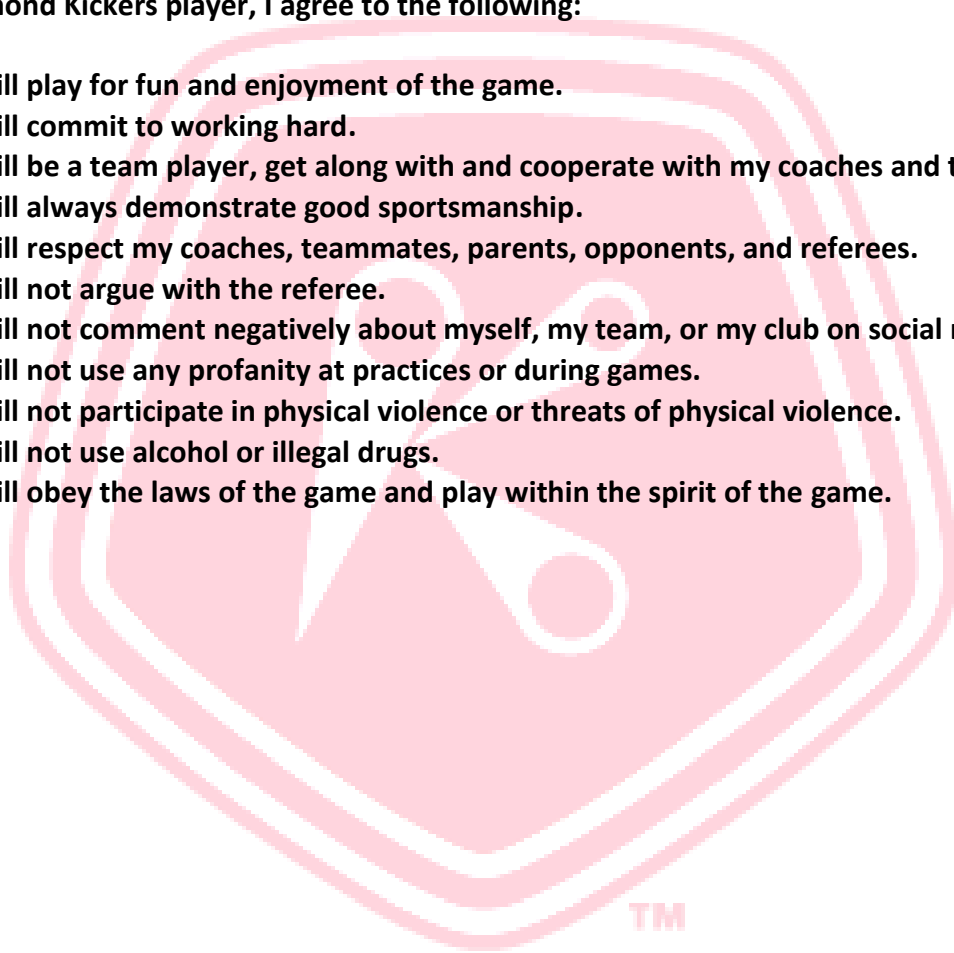 ond Kickers player, I agree to the following:
ill play for fun and enjoyment of the game.
ill commit to working hard.
ill be a team player, get along with and cooperate with my coaches and t
ill always demonstrate good sportsmanship.
ill respect my coaches, teammates, parents, opponents, and referees.
ill not argue with the referee.
ill not comment negatively about myself, my team, or my club on social
ill not use any profanity at practices or during games.
ill not participate in physical violence or threats of physical violence.
ill not use alcohol or illegal drugs.
ill obey the laws of the game and play within the spirit of the game.
TM